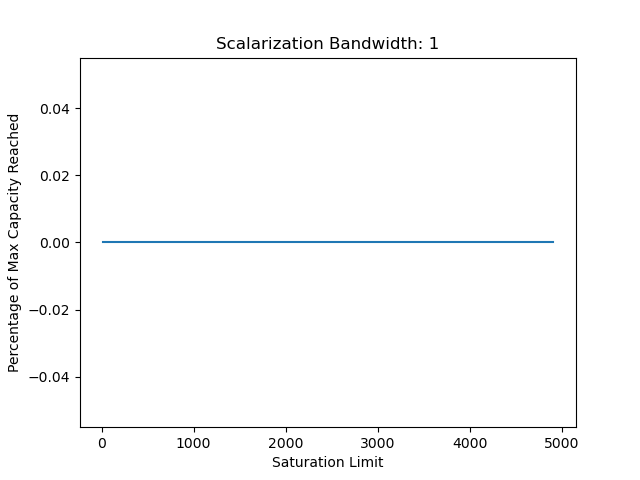 Scalarization Bandwidth: 1
Percentage of Max Capacity Reached
0.04
0.02
0.00
−0.02
−0.04
0 1000 2000 3000 4000 5000
Saturation Limit